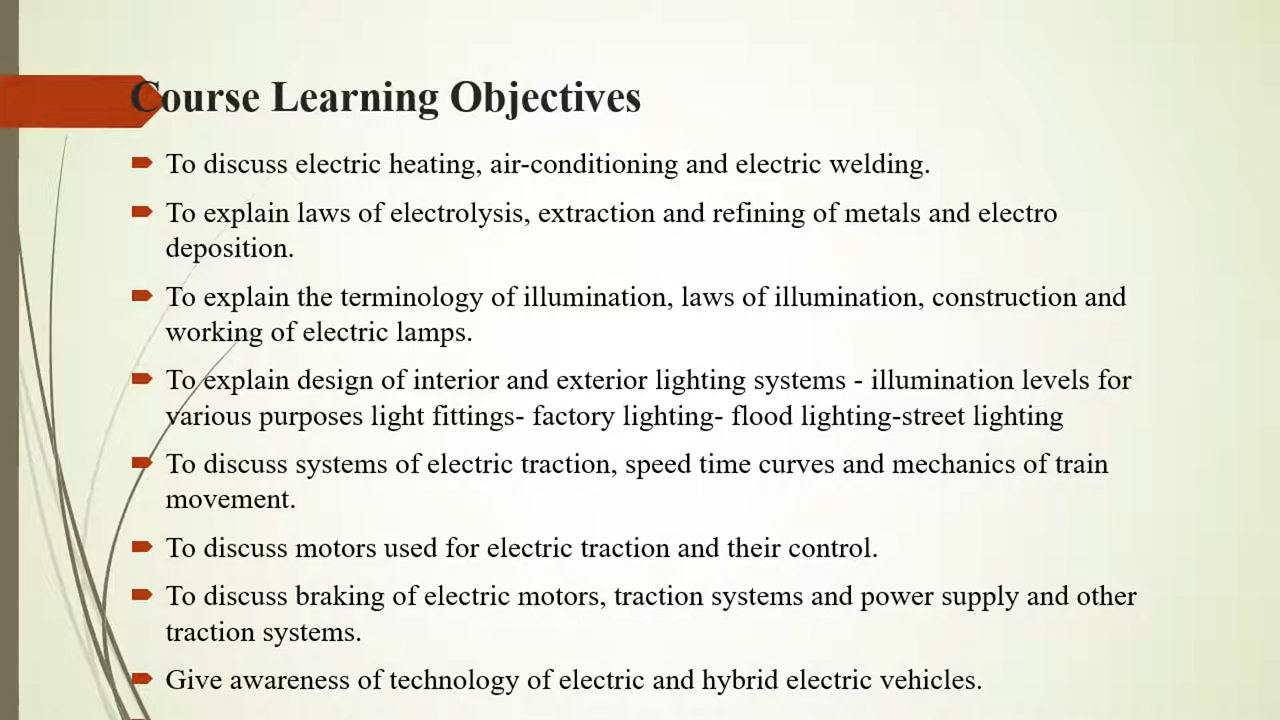 Course Learning Objectives
To discuss electric heating, air-conditioning and electric welding.
To explain laws of electrolysis, extraction and refining of metals and electro
deposition.
To explain the terminology of illumination, laws of illumination, construction and
working of electric lamps.
To explain design of interior and exterior lighting systems - illumination levels for
various purposes light fittings- factory lighting- flood lighting-street lighting
To discuss systems of electric traction, speed time curves and mechanics of train
movement.
To discuss motors used for electric traction and their control.
To discuss braking of electric motors, traction systems and power supply and other
traction systems.
Give awareness of technology of electric and hybrid electric vehicles.